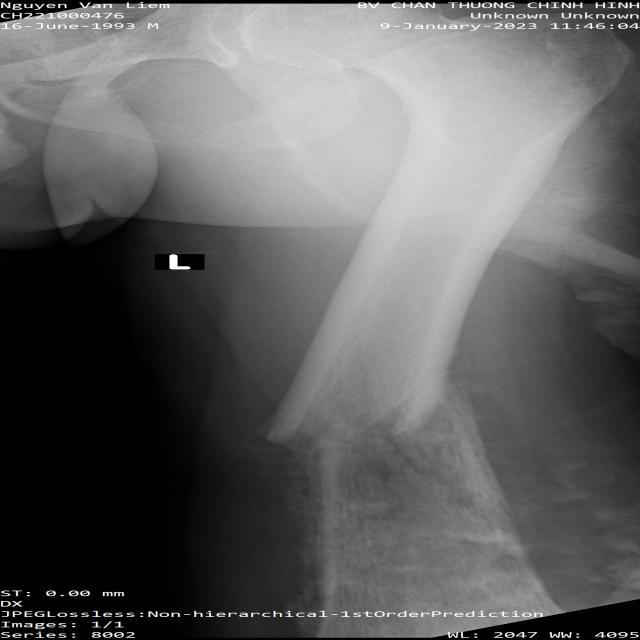 Nguyen Van Liem
CH221000476
16-June-1993 M
BV CHAN THUONG CHINH HINH
Unknown Unknown
9-January-2023 11:46:04
L
ST: 0.00 mm
DX
JPEGLossless:Non-hierarchical-1stOrderPrediction
Images: 1/1
Series: 8002
WL: 2047 WW: 4095